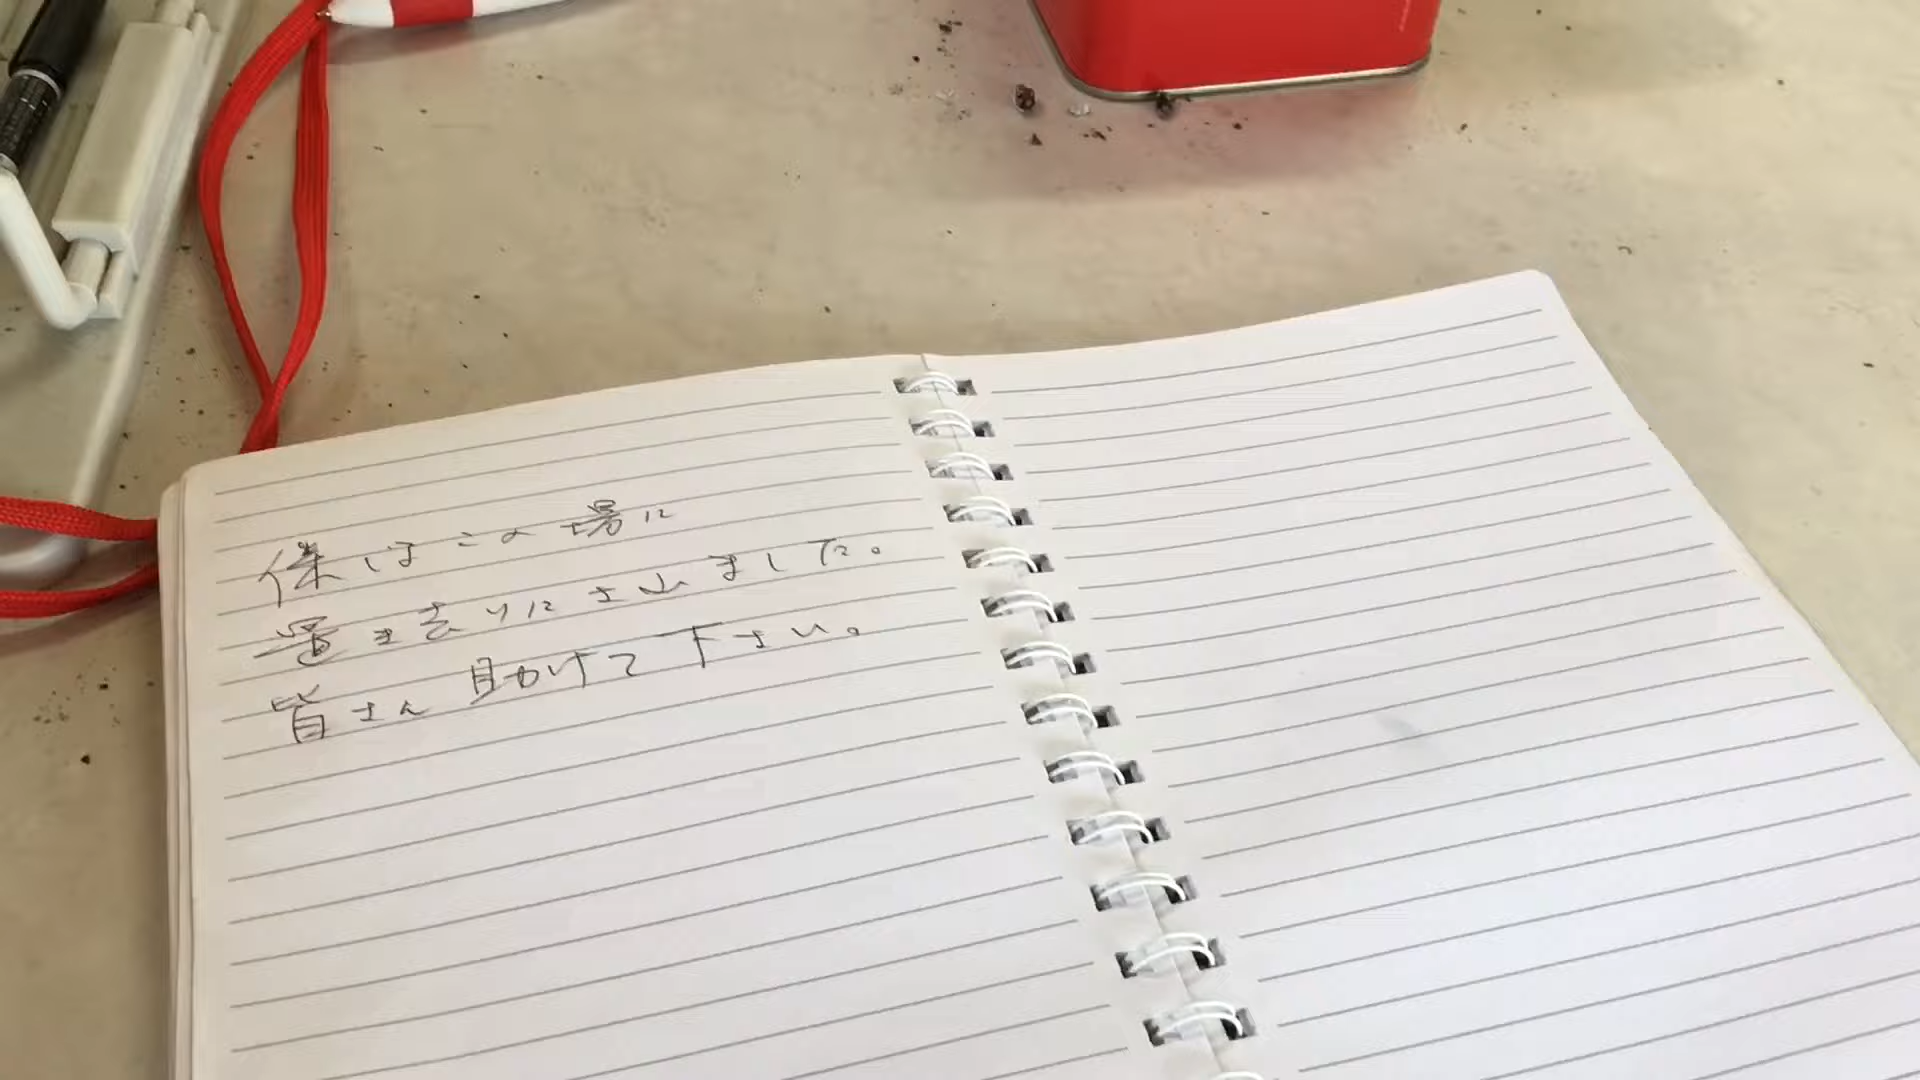 僕はこの場に
置き去りにされました。
皆さん助けて下さい。